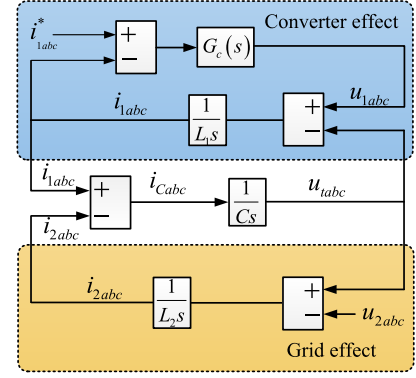 Converter effect
i*1abc
+
−
Gc(s)
u1abc
i1abc
1
L1s
+
−
i1abc
+
−
iCabc
1
Cs
utabc
i2abc
i2abc
1
L2s
+
−
u2abc
Grid effect